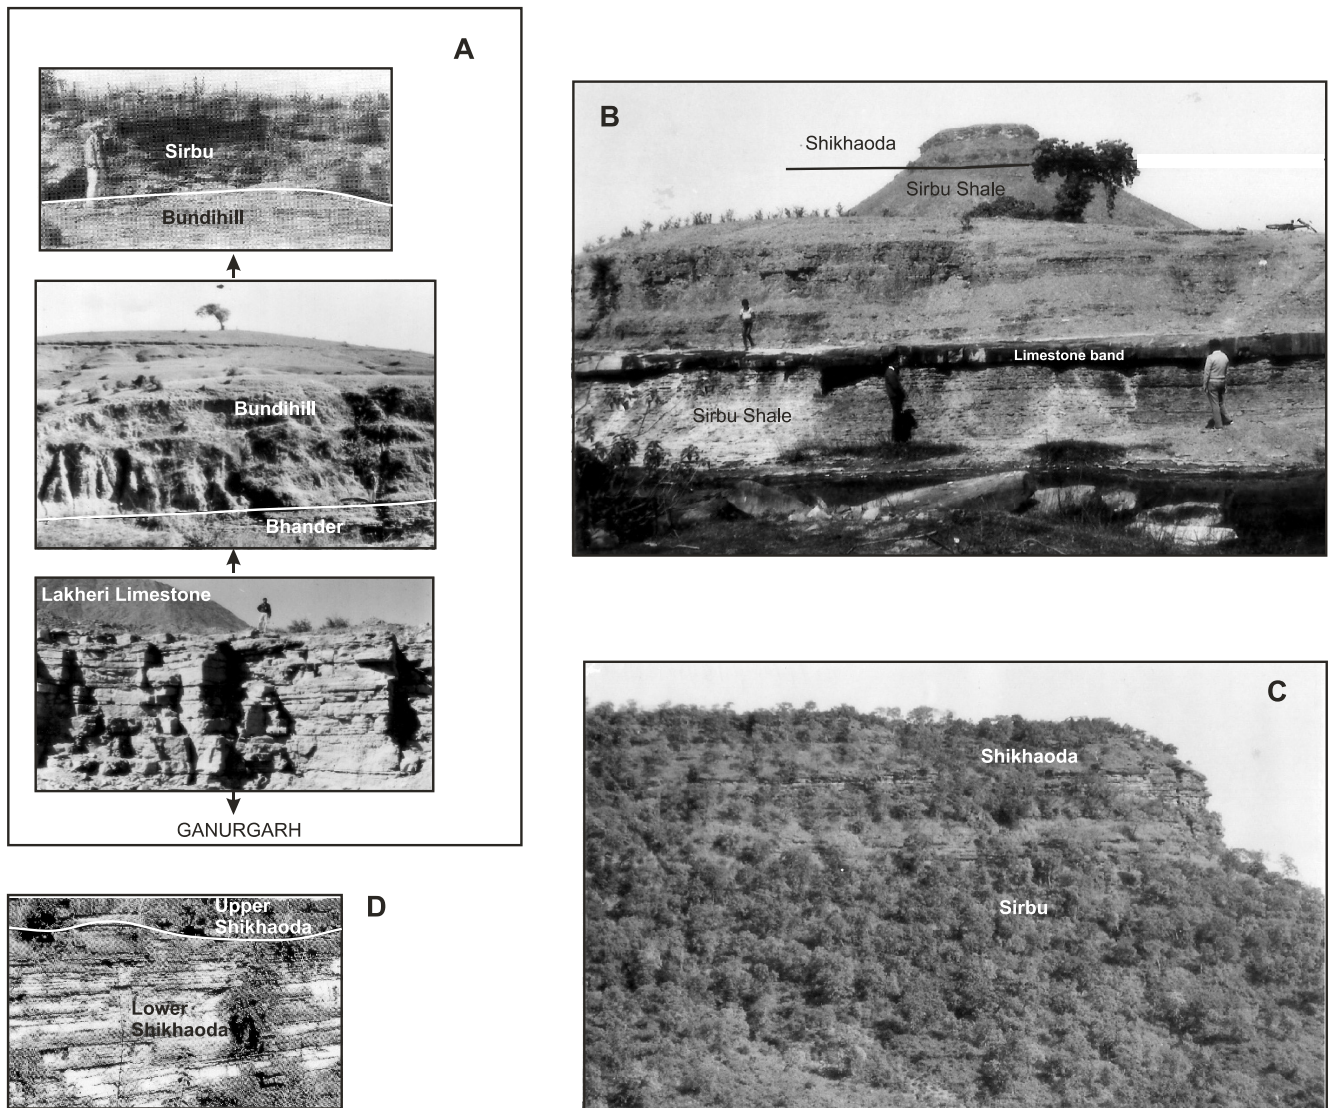 A
Sirbu
Bundihill
Bundihill
Bhander
Lakheri Limestone
GANURGARH
B
Shikhaoda
Sirbu Shale
Limestone band
Sirbu Shale
C
Shikhaoda
Sirbu
D
Upper
Shikhaoda
Lower
Shikhaoda